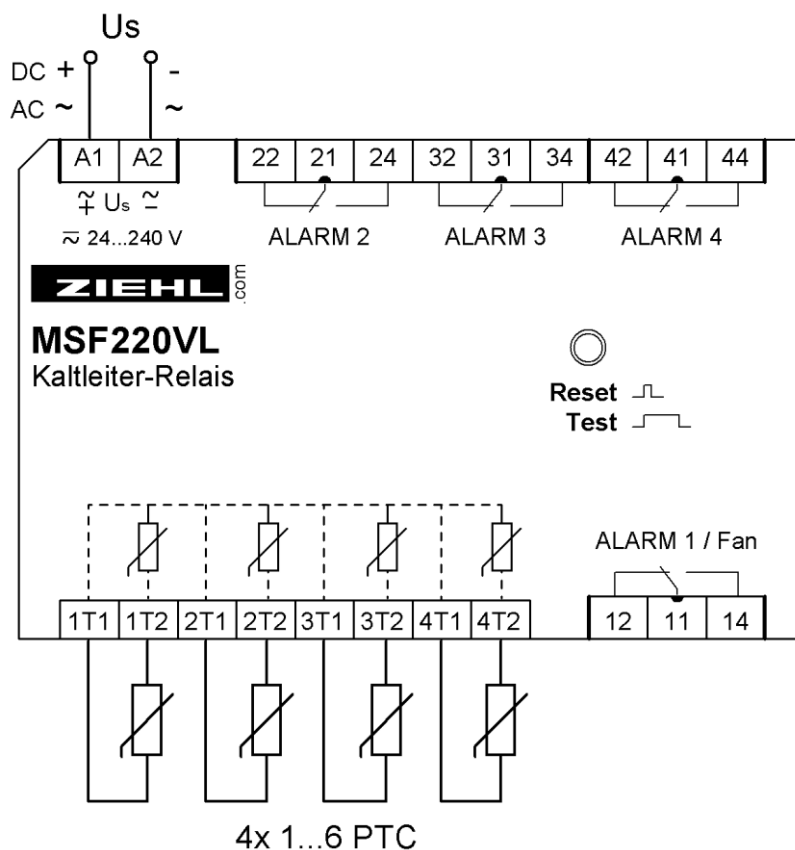 Us
DC + -
AC ~ ~
A1 A2 22 21 24 32 31 34 42 41 44
≂ Us ≂
+ -
≂ 24...240 V
ALARM 2 ALARM 3 ALARM 4
ZIEHL.com
MSF220VL
Kaltleiter-Relais
Reset
Test
ALARM 1 / Fan
1T1 1T2 2T1 2T2 3T1 3T2 4T1 4T2 12 11 14
4x 1...6 PTC